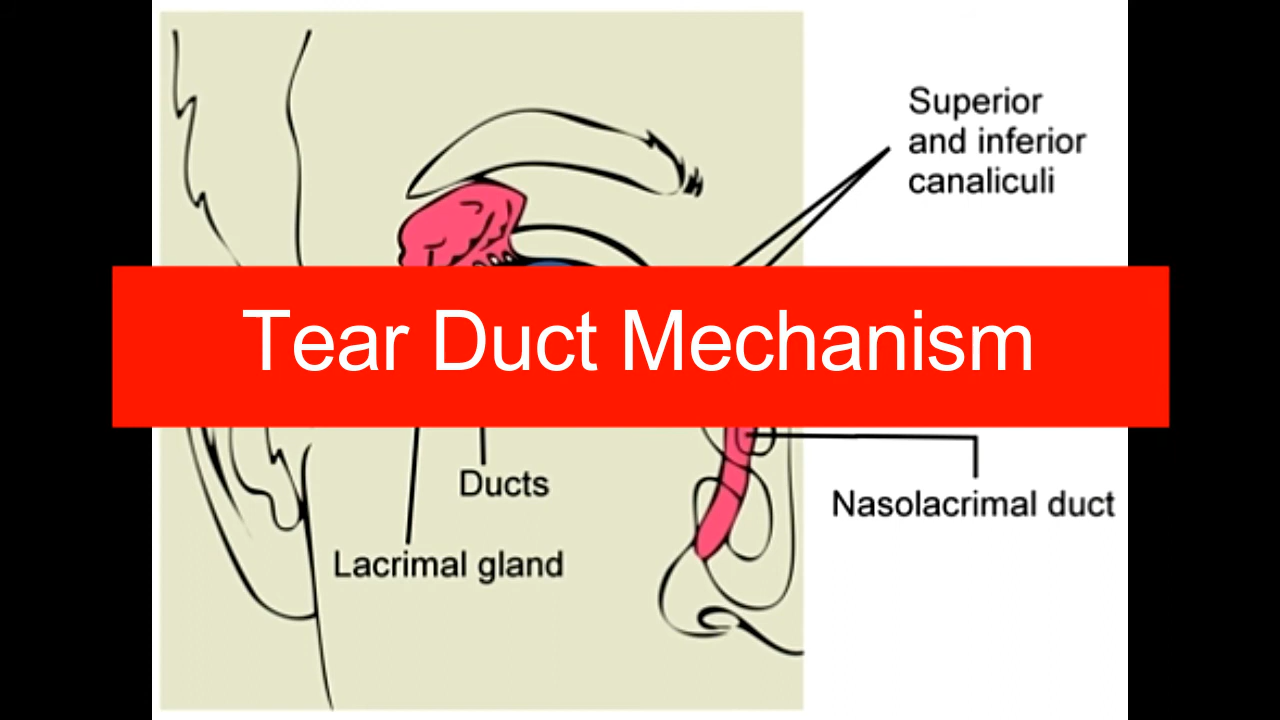 Superior
and inferior
canaliculi
Tear Duct Mechanism
Ducts
Nasolacrimal duct
Lacrimal gland